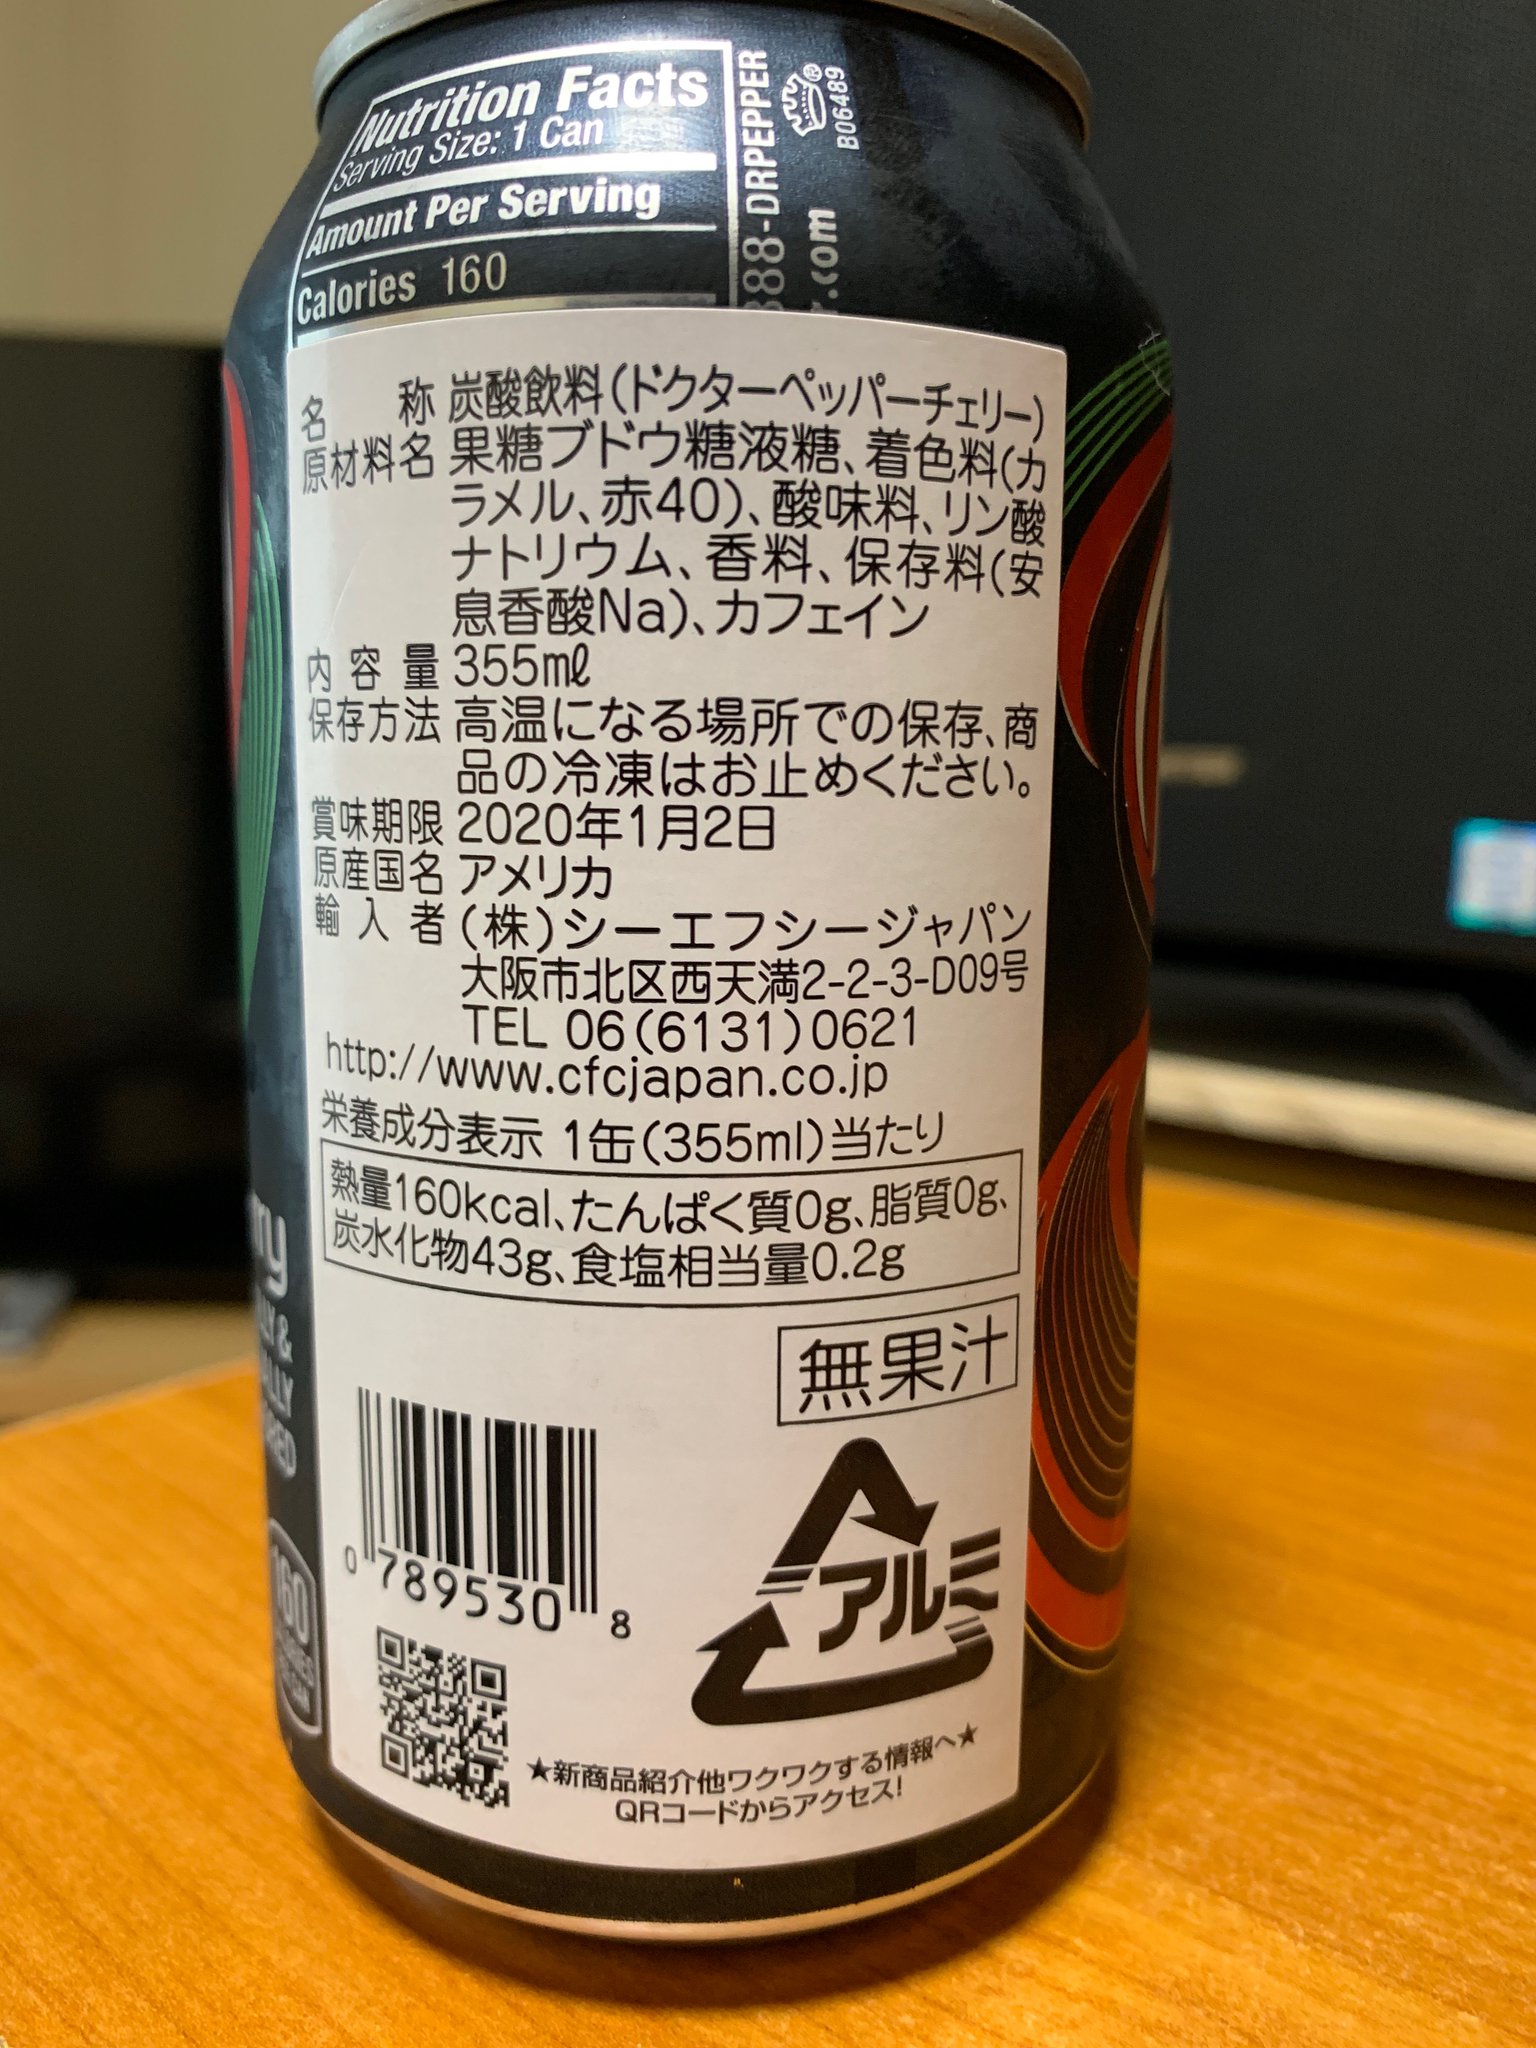 Nutrition Facts
Serving Size: 1 Can
Amount Per Serving
Calories 160
88-DRPEPPER
.com
B06489
名称 炭酸飲料(ドクターペッパーチェリー)
原材料名 果糖ブドウ糖液糖、着色料(カ
ラメル、赤40)、酸味料、リン酸
ナトリウム、香料、保存料(安
息香酸Na)、カフェイン
内容量 355ml
保存方法 高温になる場所での保存、商
品の冷凍はお止めください。
賞味期限 2020年1月2日
原産国名 アメリカ
輸入者 (株)シーエフシージャパン
大阪市北区西天満2-2-3-D09号
TEL 06(6131)0621
http://www.cfcjapan.co.jp
栄養成分表示 1缶(355ml)当たり
熱量160kcal、たんぱく質0g、脂質0g、
炭水化物43g、食塩相当量0.2g
無果汁
0 789530 8
アルミ
★新商品紹介他ワクワクする情報へ★
QRコードからアクセス!
160